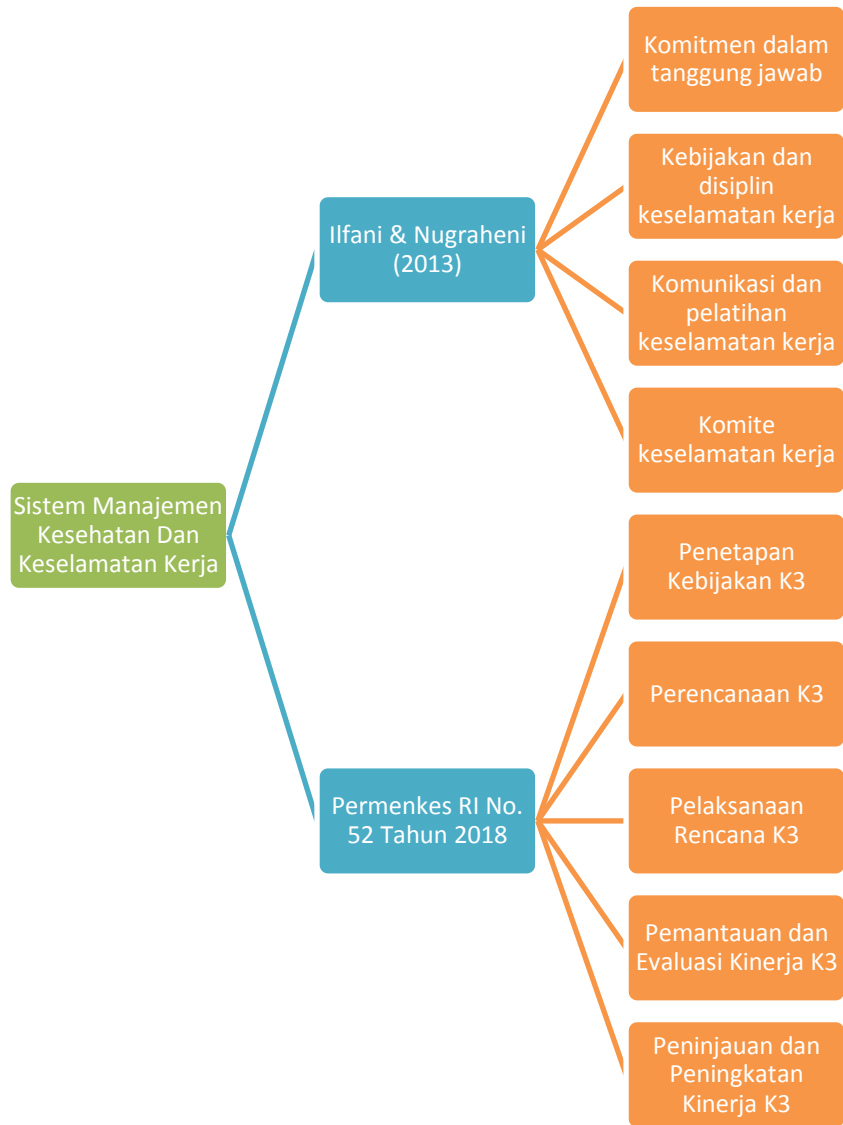 Komitmen dalam
tanggung jawab
Kebijakan dan
disiplin
keselamatan kerja
Ilfani & Nugraheni
(2013)
Komunikasi dan
pelatihan
keselamatan kerja
Komite
keselamatan kerja
Sistem Manajemen
Kesehatan Dan
Keselamatan Kerja
Penetapan
Kebijakan K3
Perencanaan K3
Permenkes RI No.
52 Tahun 2018
Pelaksanaan
Rencana K3
Pemantauan dan
Evaluasi Kinerja K3
Peninjauan dan
Peningkatan
Kinerja K3